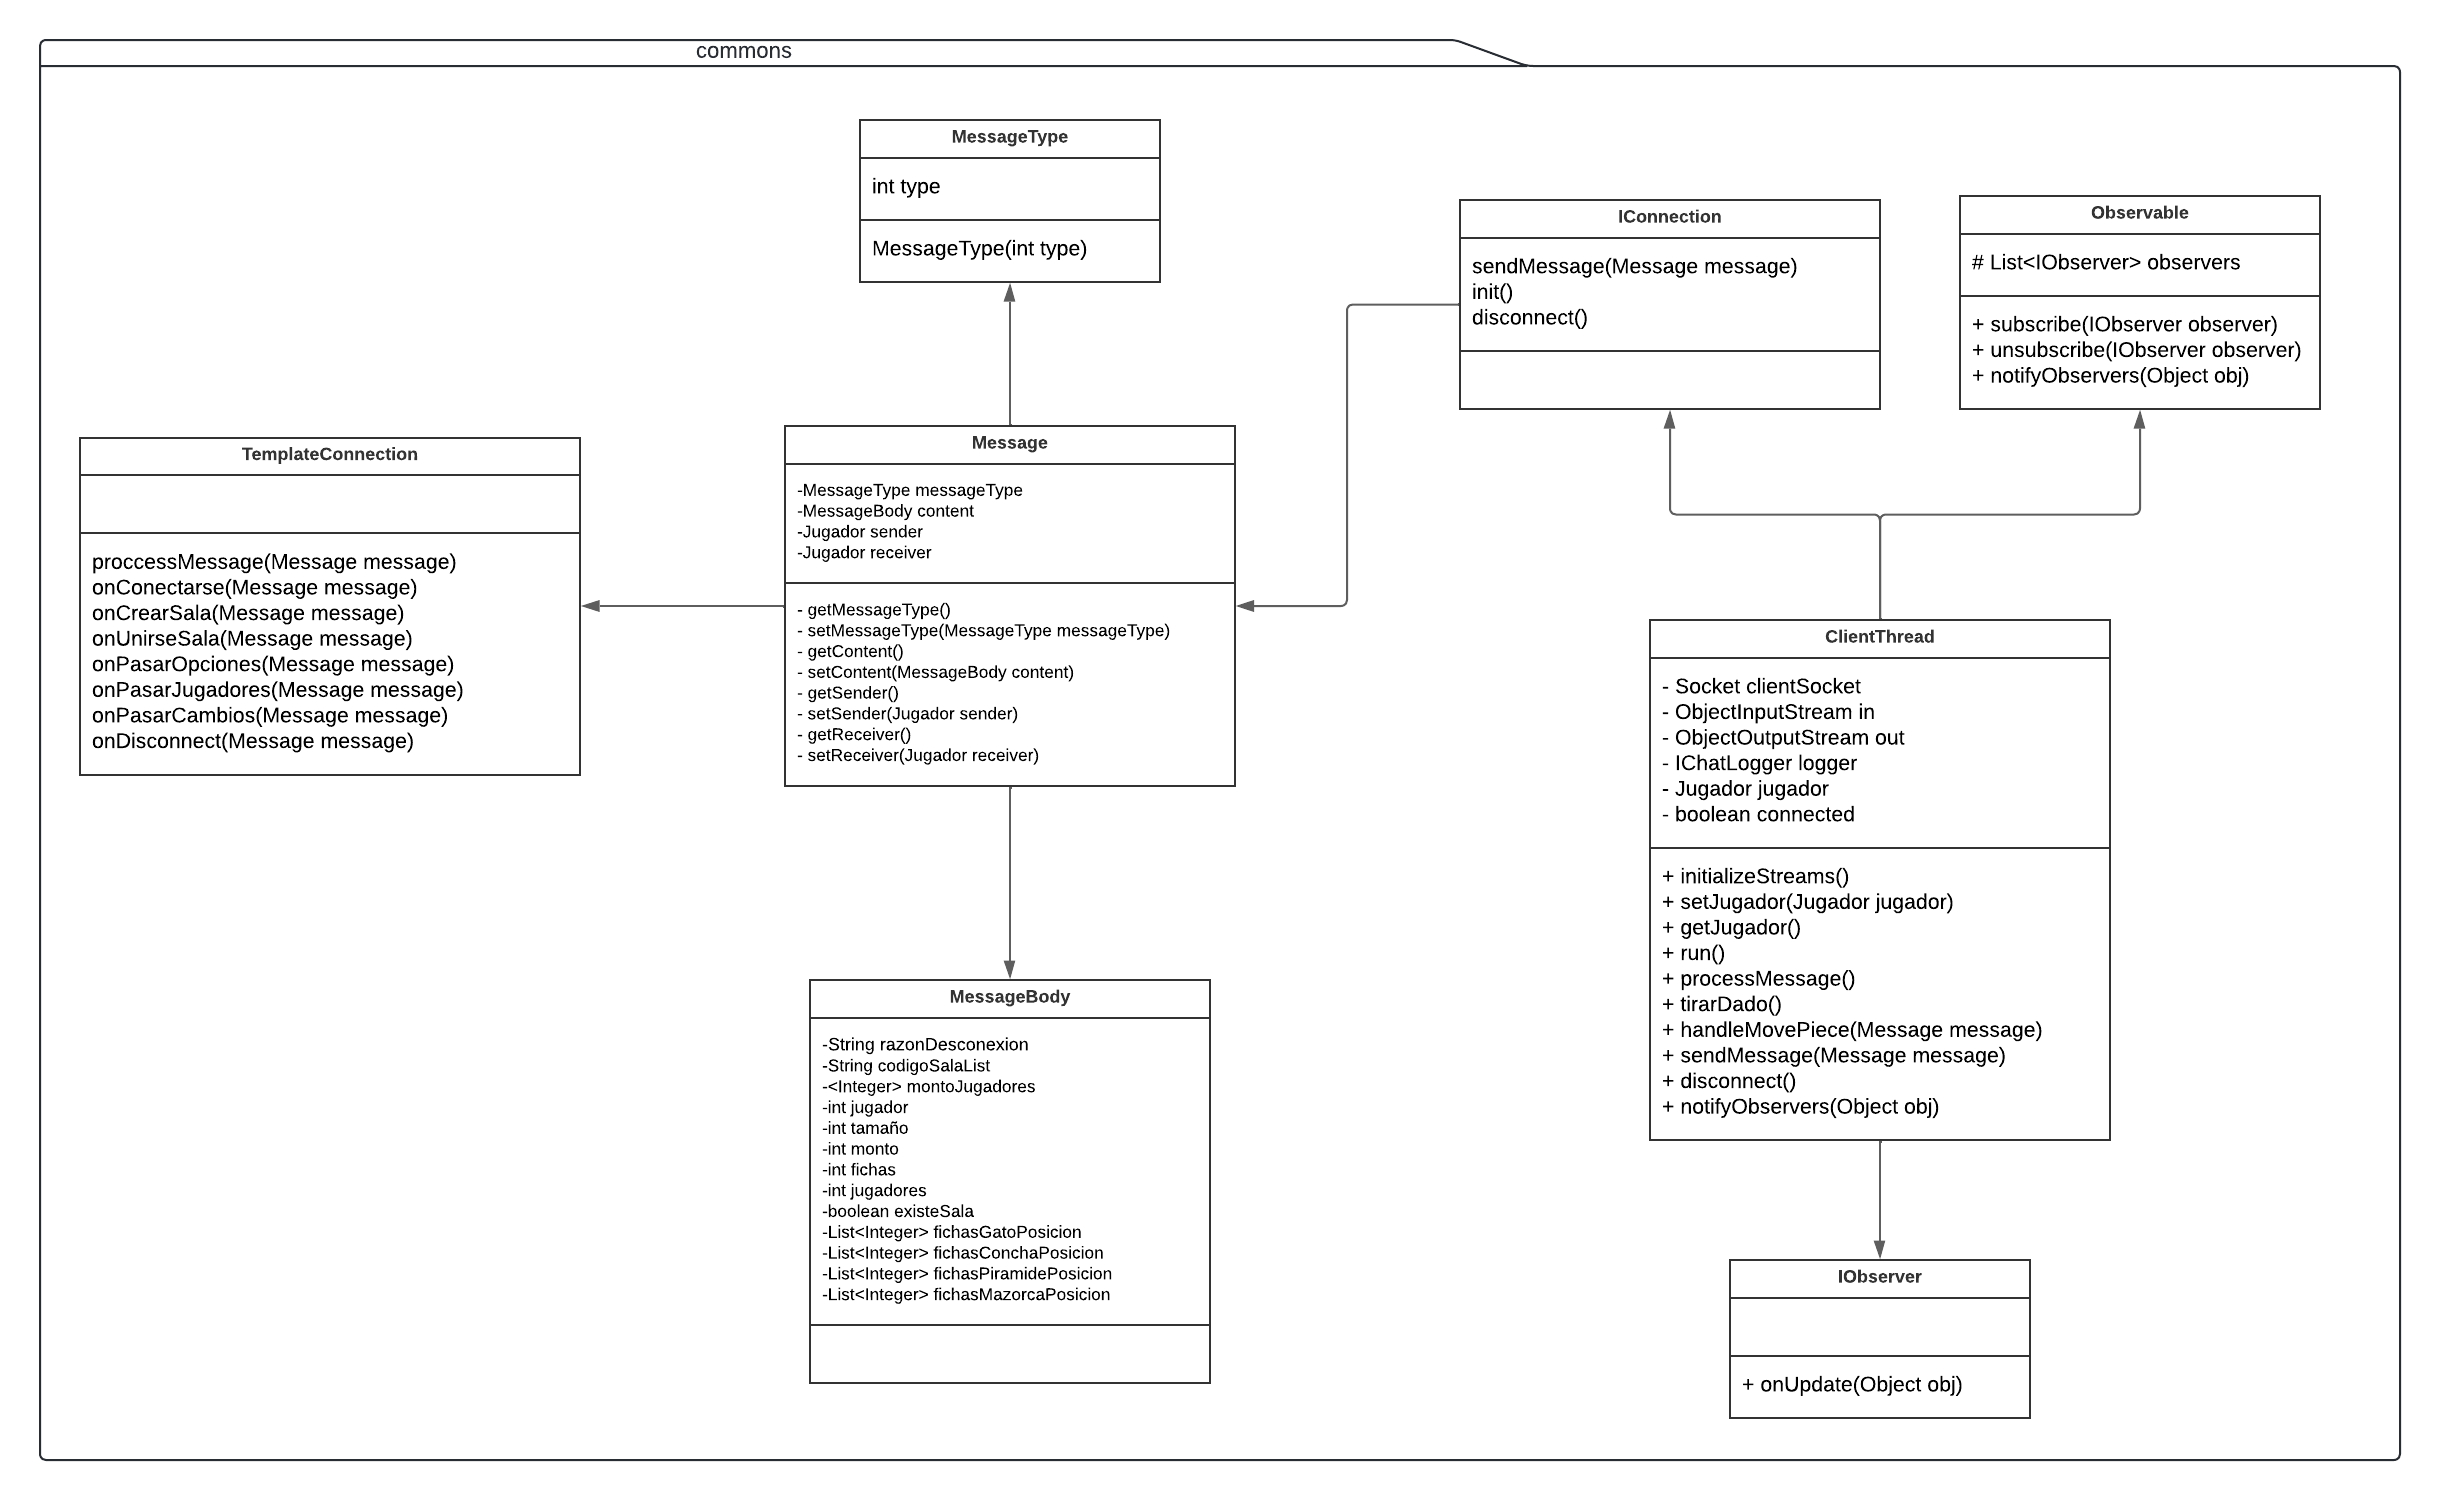 commons
MessageType
int type
MessageType(int type)
IConnection
sendMessage(Message message)
init()
disconnect()
Observable
# List<IObserver> observers
+ subscribe(IObserver observer)
+ unsubscribe(IObserver observer)
+ notifyObservers(Object obj)
TemplateConnection
proccessMessage(Message message)
onConectarse(Message message)
onCrearSala(Message message)
onUnirseSala(Message message)
onPasarOpciones(Message message)
onPasarJugadores(Message message)
onPasarCambios(Message message)
onDisconnect(Message message)
Message
-MessageType messageType
-MessageBody content
-Jugador sender
-Jugador receiver
- getMessageType()
- setMessageType(MessageType messageType)
- getContent()
- setContent(MessageBody content)
- getSender()
- setSender(Jugador sender)
- getReceiver()
- setReceiver(Jugador receiver)
ClientThread
- Socket clientSocket
- ObjectInputStream in
- ObjectOutputStream out
- IChatLogger logger
- Jugador jugador
- boolean connected
+ initializeStreams()
+ setJugador(Jugador jugador)
+ getJugador()
+ run()
+ processMessage()
+ tirarDado()
+ handleMovePiece(Message message)
+ sendMessage(Message message)
+ disconnect()
+ notifyObservers(Object obj)
MessageBody
-String razonDesconexion
-String codigoSalaList
-<Integer> montoJugadores
-int jugador
-int tamaño
-int monto
-int fichas
-int jugadores
-boolean existeSala
-List<Integer> fichasGatoPosicion
-List<Integer> fichasConchaPosicion
-List<Integer> fichasPiramidePosicion
-List<Integer> fichasMazorcaPosicion
IObserver
+ onUpdate(Object obj)